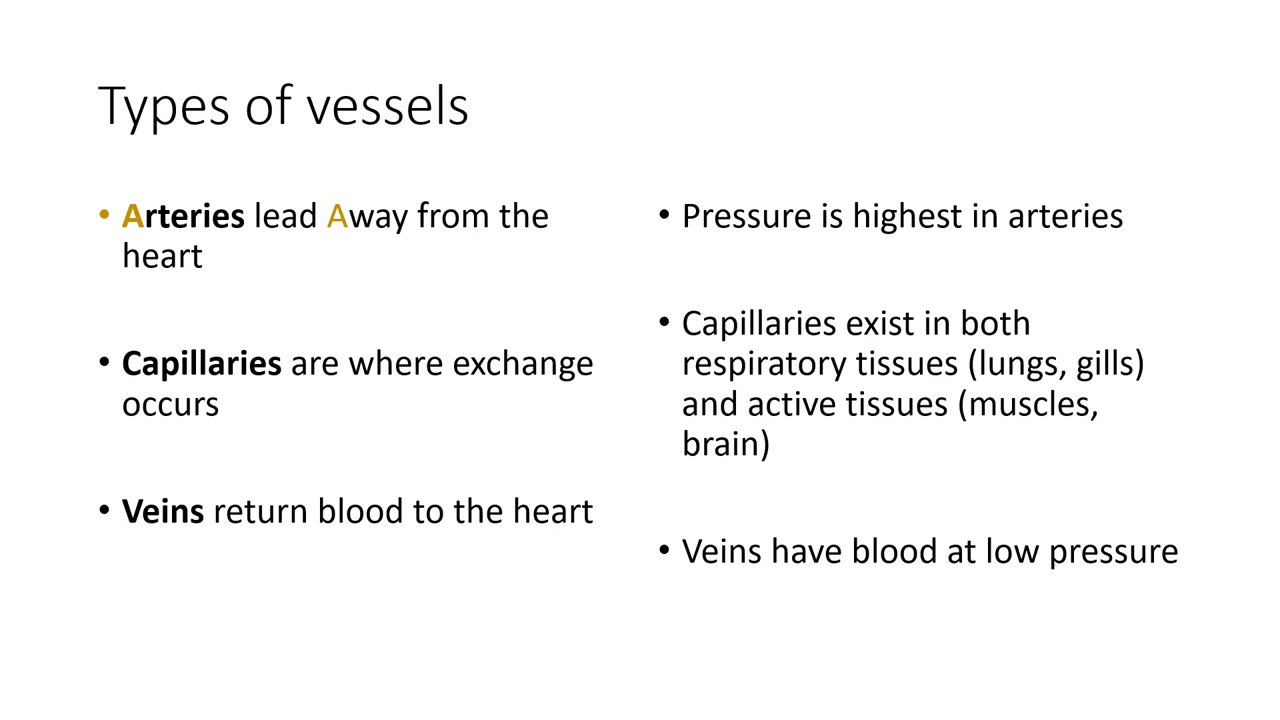 Types of vessels
• Arteries lead Away from the
heart
• Capillaries are where exchange
occurs
• Veins return blood to the heart
• Pressure is highest in arteries
• Capillaries exist in both
respiratory tissues (lungs, gills)
and active tissues (muscles,
brain)
• Veins have blood at low pressure